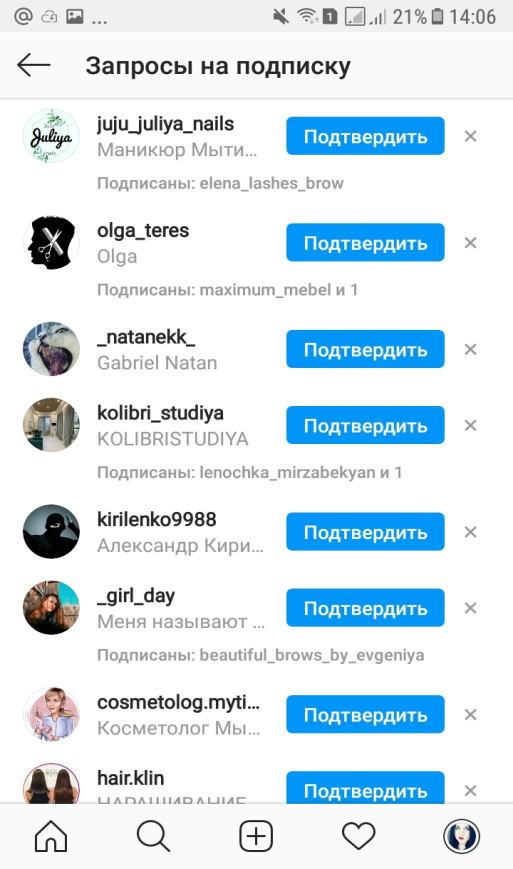 @ ... 1 21% 14:06
Запросы на подписку
Juliya
juju_juliya_nails
Подтвердить
Маникюр Мыти...
Подписаны: elena_lashes_brow
olga_teres
Подтвердить
Olga
Подписаны: maximum_mebel и 1
_natanekk_
Подтвердить
Gabriel Natan
kolibri_studiya
Подтвердить
KOLIBRISTUDIYA
Подписаны: lenochka_mirzabekyan и 1
kirilenko9988
Подтвердить
Александр Кири...
_girl_day
Подтвердить
Меня называют ...
Подписаны: beautiful_brows_by_evgeniya
cosmetolog.myti...
Подтвердить
Косметолог Мы...
hair.klin
Подтвердить
НАРАЩИВАНИЕ